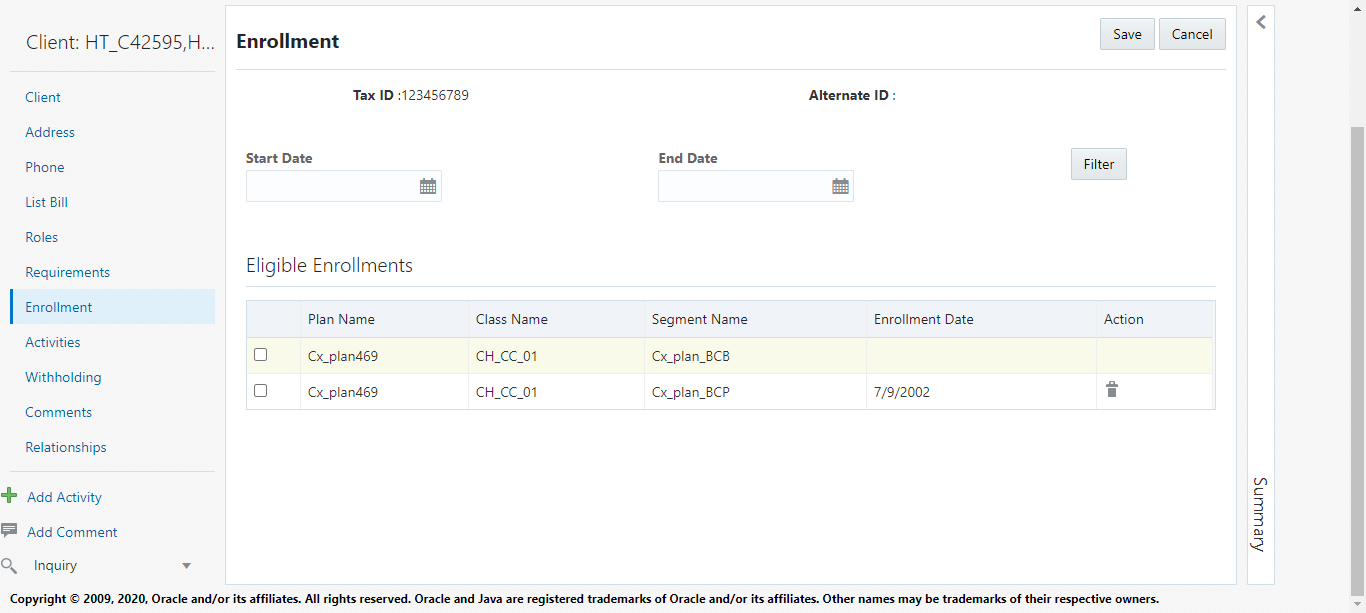 Client: HT_C42595,H...
Client
Address
Phone
List Bill
Roles
Requirements
Enrollment
Activities
Withholding
Comments
Relationships
Add Activity
Add Comment
Inquiry
Enrollment
Save Cancel
Tax ID :123456789 Alternate ID :
Start Date End Date
Filter
Eligible Enrollments
Plan Name Class Name Segment Name Enrollment Date Action
Cx_plan469 CH_CC_01 Cx_plan_BCB
Cx_plan469 CH_CC_01 Cx_plan_BCP 7/9/2002
Summary
Copyright © 2009, 2020, Oracle and/or its affiliates. All rights reserved. Oracle and Java are registered trademarks of Oracle and/or its affiliates. Other names may be trademarks of their respective owners.